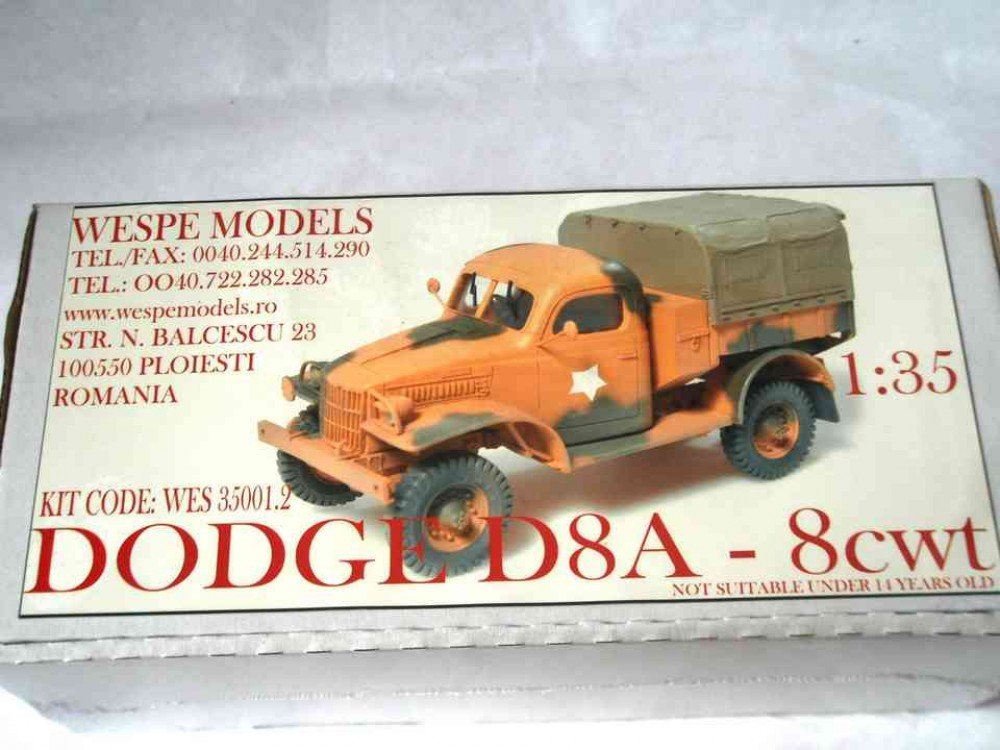 WESPE MODELS
TEL./FAX: 0040.244.514.290
TEL.: OO40.722.282.285
www.wespemodels.ro
STR. N. BALCESCU 23
100550 PLOIESTI
ROMANIA
1:35
KIT CODE: WES 35001.2
DODGE D8A - 8cwt
NOT SUITABLE UNDER 14 YEARS OLD